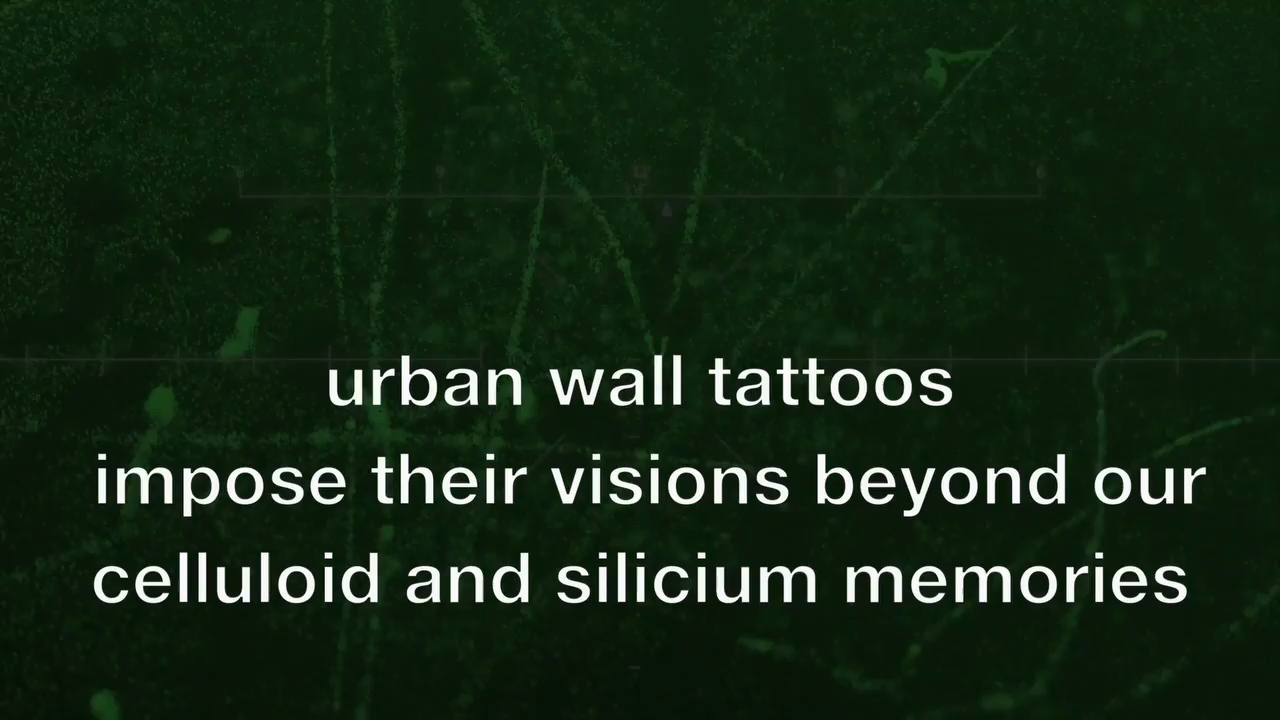 urban wall tattoos
impose their visions beyond our
celluloid and silicium memories